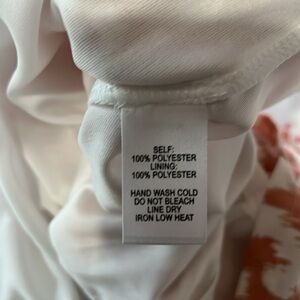 SELF:
100% POLYESTER
LINING:
100% POLYESTER
HAND WASH COLD
DO NOT BLEACH
LINE DRY
IRON LOW HEAT